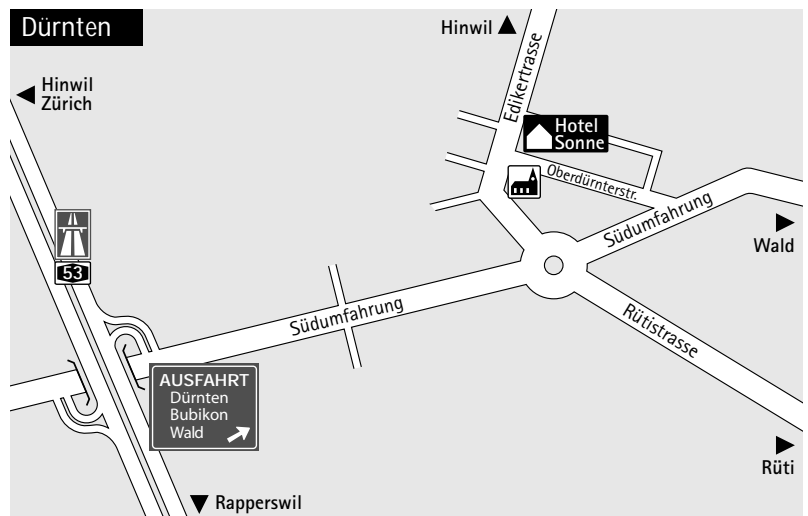 Dürnten
Hinwil
Hinwil
Zürich
Edikertrasse
Hotel
Sonne
Oberdürnterstr.
Südumfahrung
Wald
53
Südumfahrung
Rütistrasse
AUSFAHRT
Dürnten
Bubikon
Wald
Rüti
Rapperswil